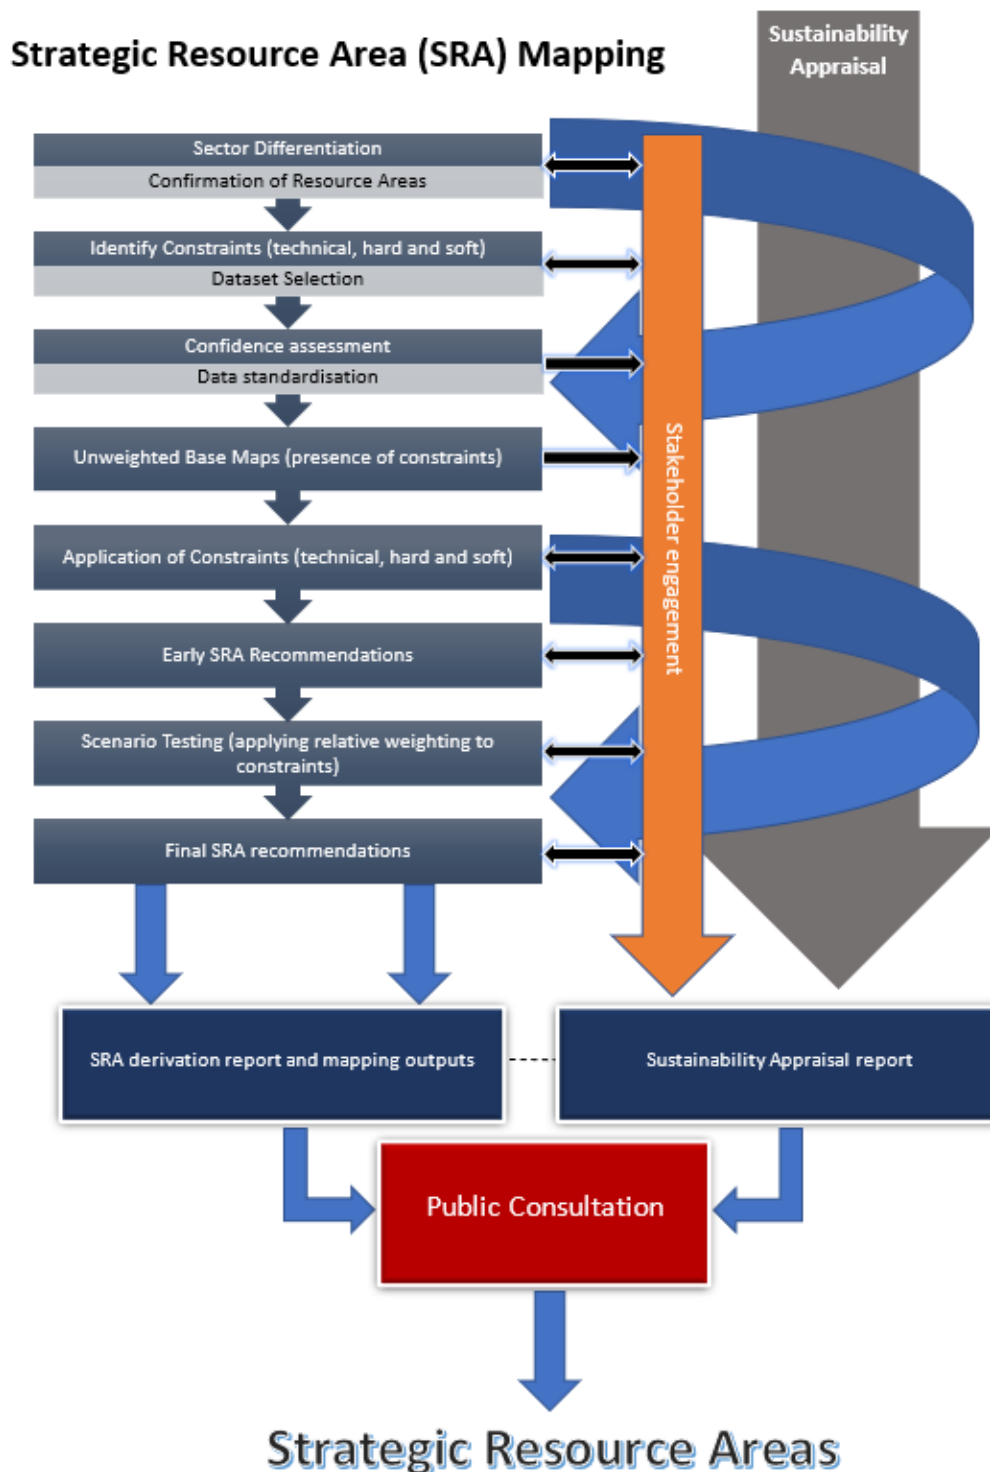 Strategic Resource Area (SRA) Mapping
Sustainability
Appraisal
Sector Differentiation
Confirmation of Resource Areas
Identify Constraints (technical, hard and soft)
Dataset Selection
Confidence assessment
Data standardisation
Unweighted Base Maps (presence of constraints)
Application of Constraints (technical, hard and soft)
Early SRA Recommendations
Scenario Testing (applying relative weighting to
constraints)
Final SRA recommendations
Stakeholder engagement
SRA derivation report and mapping outputs
Sustainability Appraisal report
Public Consultation
Strategic Resource Areas